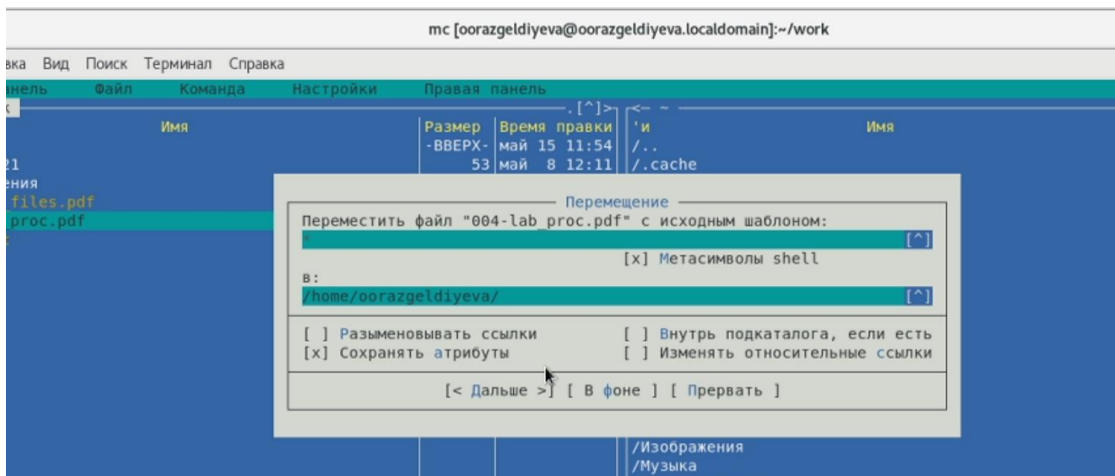 mc [oorazgeldiyeva@oorazgeldiyeva.localdomain]:~/work
вка Вид Поиск Терминал Справка
анель Файл Команда Настройки Правая панель
.[^]> <— ~
Имя Размер Время правки 'и Имя
-ВВЕРХ- май 15 11:54 /..
21 53 май 8 12:11 /.cache
ения
files.pdf
proc.pdf
Перемещение
Переместить файл "004-lab_proc.pdf" с исходным шаблоном:
* [^]
[x] Метасимволы shell
в:
/home/oorazgeldiyeva/ [^]
[ ] Разыменовывать ссылки [ ] Внутрь подкаталога, если есть
[x] Сохранять атрибуты [ ] Изменять относительные ссылки
[< Дальше >] [ В фоне ] [ Прервать ]
/Изображения
/Музыка